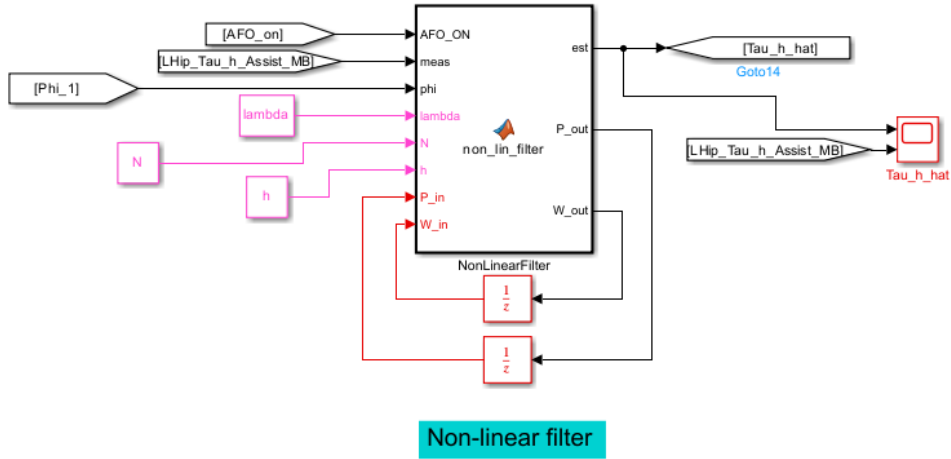 [AFO_on]
[LHip_Tau_h_Assist_MB]
[Phi_1]
lambda
N
h
AFO_ON
meas
phi
lambda
N
h
P_in
W_in
non_lin_filter
est
P_out
W_out
NonLinearFilter
[Tau_h_hat]
Goto14
[LHip_Tau_h_Assist_MB]
Tau_h_hat
1
z
1
z
Non-linear filter